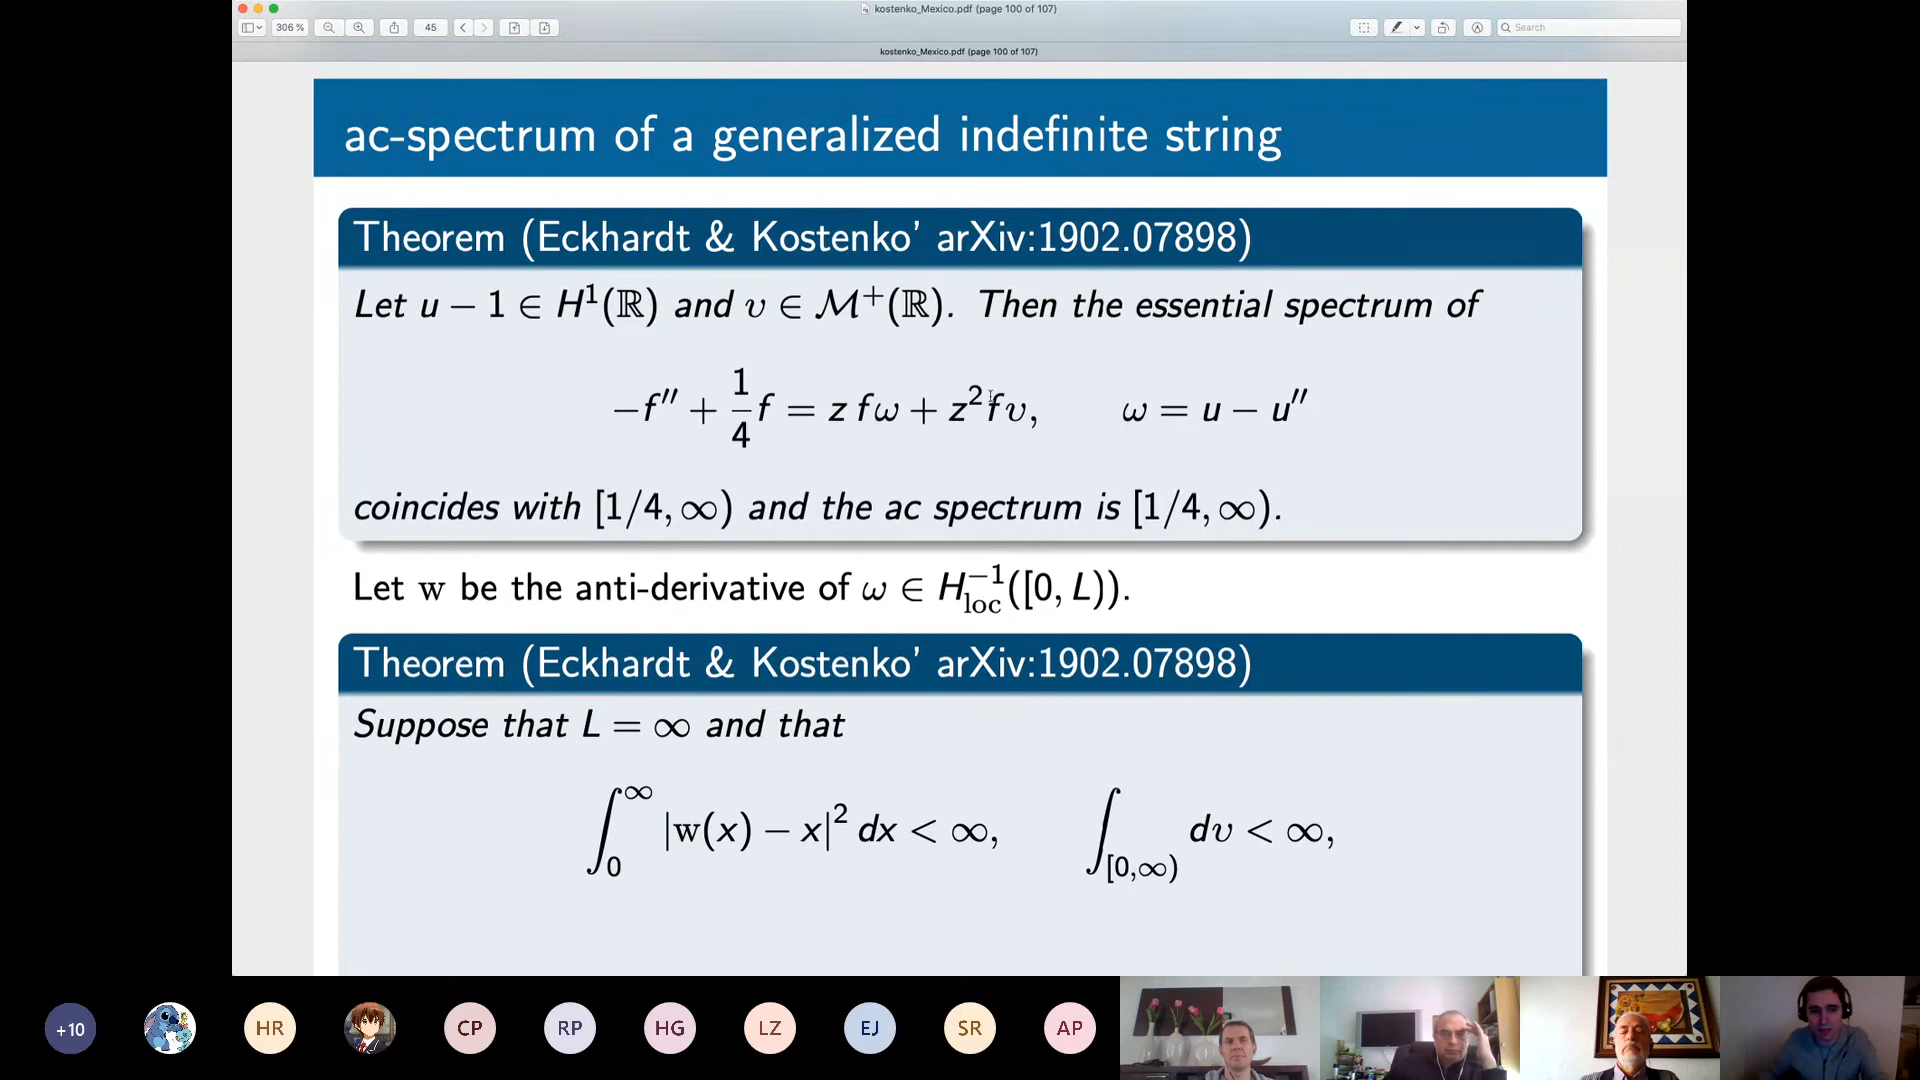 kostenko_Mexico.pdf (page 100 of 107)
306 %
45
Search
kostenko_Mexico.pdf (page 100 of 107)
ac-spectrum of a generalized indefinite string
Theorem (Eckhardt & Kostenko' arXiv:1902.07898)
Let u − 1 ∈ H¹(ℝ) and υ ∈ ℳ⁺(ℝ). Then the essential spectrum of
−f″ + 1/4 f = z fω + z²fυ, ω = u − u″
coincides with [1/4, ∞) and the ac spectrum is [1/4, ∞).
Let w be the anti-derivative of ω ∈ H⁻¹_loc([0, L)).
Theorem (Eckhardt & Kostenko' arXiv:1902.07898)
Suppose that L = ∞ and that
∫₀^∞ |w(x) − x|² dx < ∞, ∫_[0,∞) dυ < ∞,
+10 HR CP RP HG LZ EJ SR AP